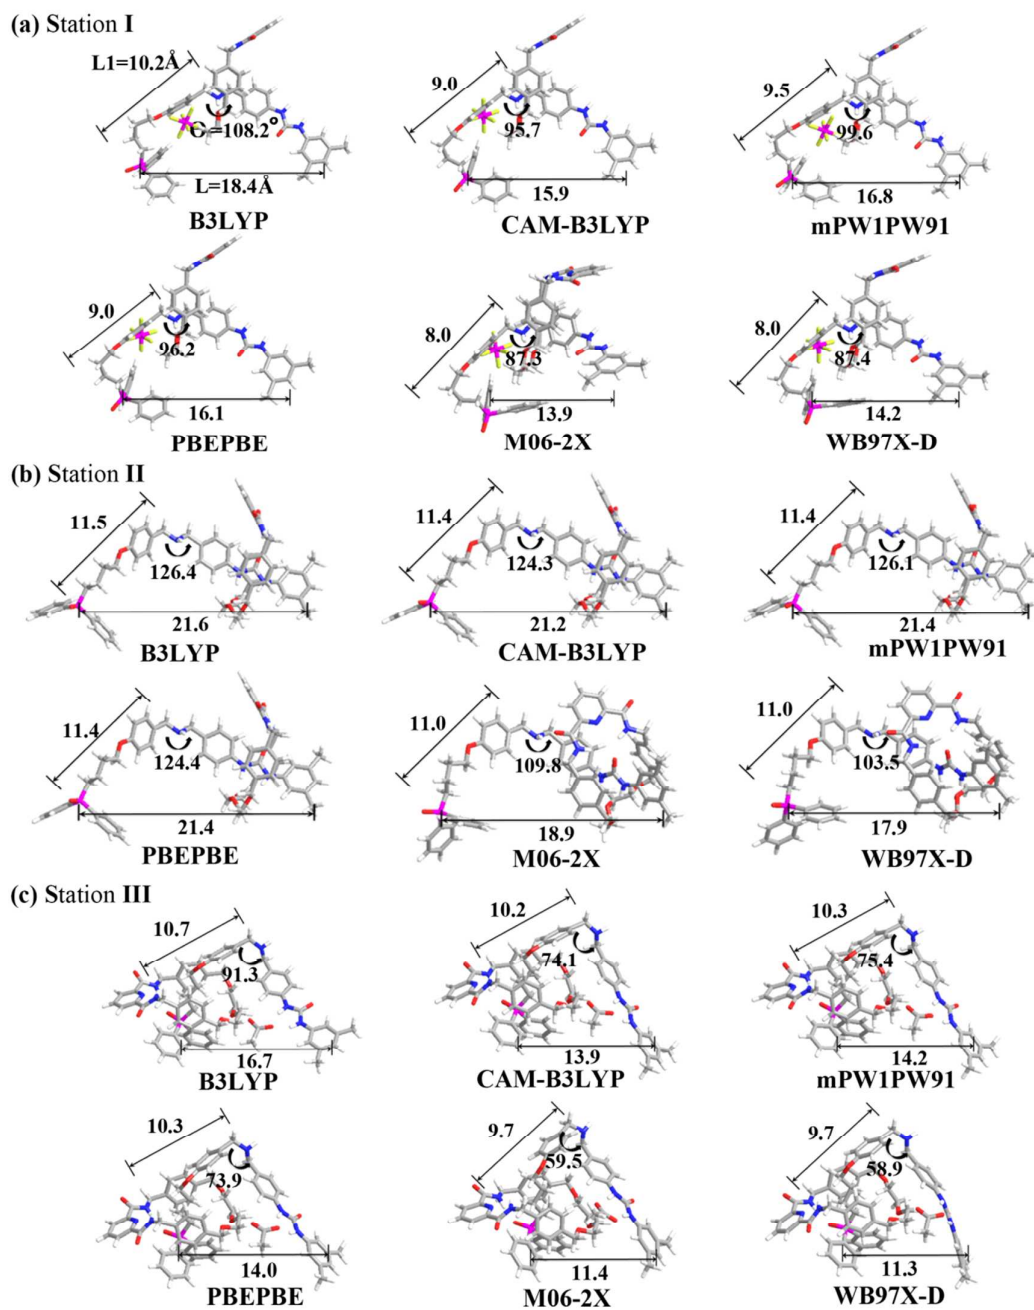 (a) Station I
L1=10.2Å
=108.2°
L=18.4Å
B3LYP
9.0
95.7
15.9
CAM-B3LYP
9.5
99.6
16.8
mPW1PW91
9.0
96.2
16.1
PBEPBE
8.0
87.3
13.9
M06-2X
8.0
87.4
14.2
WB97X-D
(b) Station II
11.5
126.4
21.6
B3LYP
11.4
124.3
21.2
CAM-B3LYP
11.4
126.1
21.4
mPW1PW91
11.4
124.4
21.4
PBEPBE
11.0
109.8
18.9
M06-2X
11.0
103.5
17.9
WB97X-D
(c) Station III
10.7
91.3
16.7
B3LYP
10.2
74.1
13.9
CAM-B3LYP
10.3
75.4
14.2
mPW1PW91
10.3
73.9
14.0
PBEPBE
9.7
59.5
11.4
M06-2X
9.7
58.9
11.3
WB97X-D